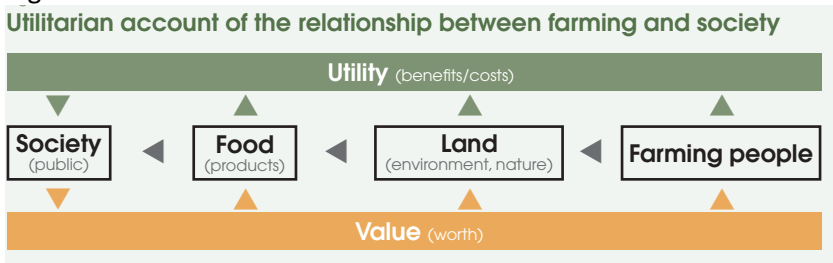 Utilitarian account of the relationship between farming and society
Utility (benefits/costs)
Society
(public)
Food
(products)
Land
(environment, nature)
Farming people
Value (worth)